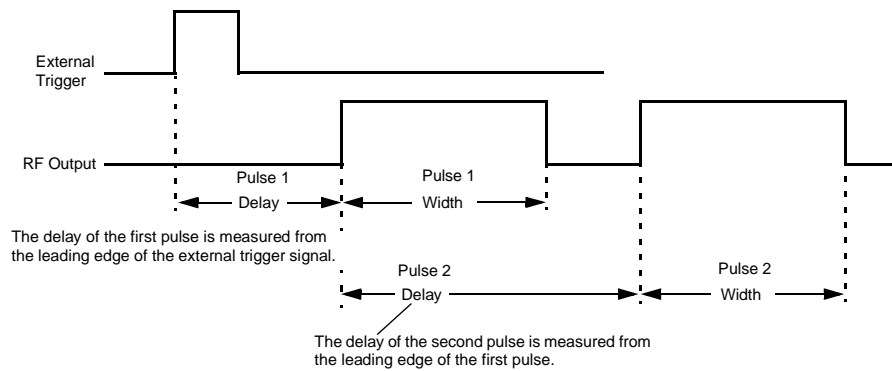 External
Trigger
RF Output
Pulse 1
Delay
Pulse 1
Width
The delay of the first pulse is measured from
the leading edge of the external trigger signal.
Pulse 2
Delay
Pulse 2
Width
The delay of the second pulse is measured from
the leading edge of the first pulse.